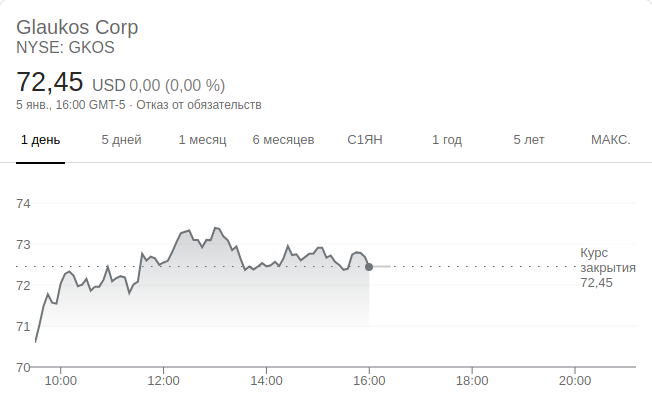 Glaukos Corp
NYSE: GKOS
72,45 USD 0,00 (0,00 %)
5 янв., 16:00 GMT-5 · Отказ от обязательств
1 день 5 дней 1 месяц 6 месяцев С1ЯН 1 год 5 лет МАКС.
74
73
72
71
70
Курс
закрытия
72,45
10:00 12:00 14:00 16:00 18:00 20:00